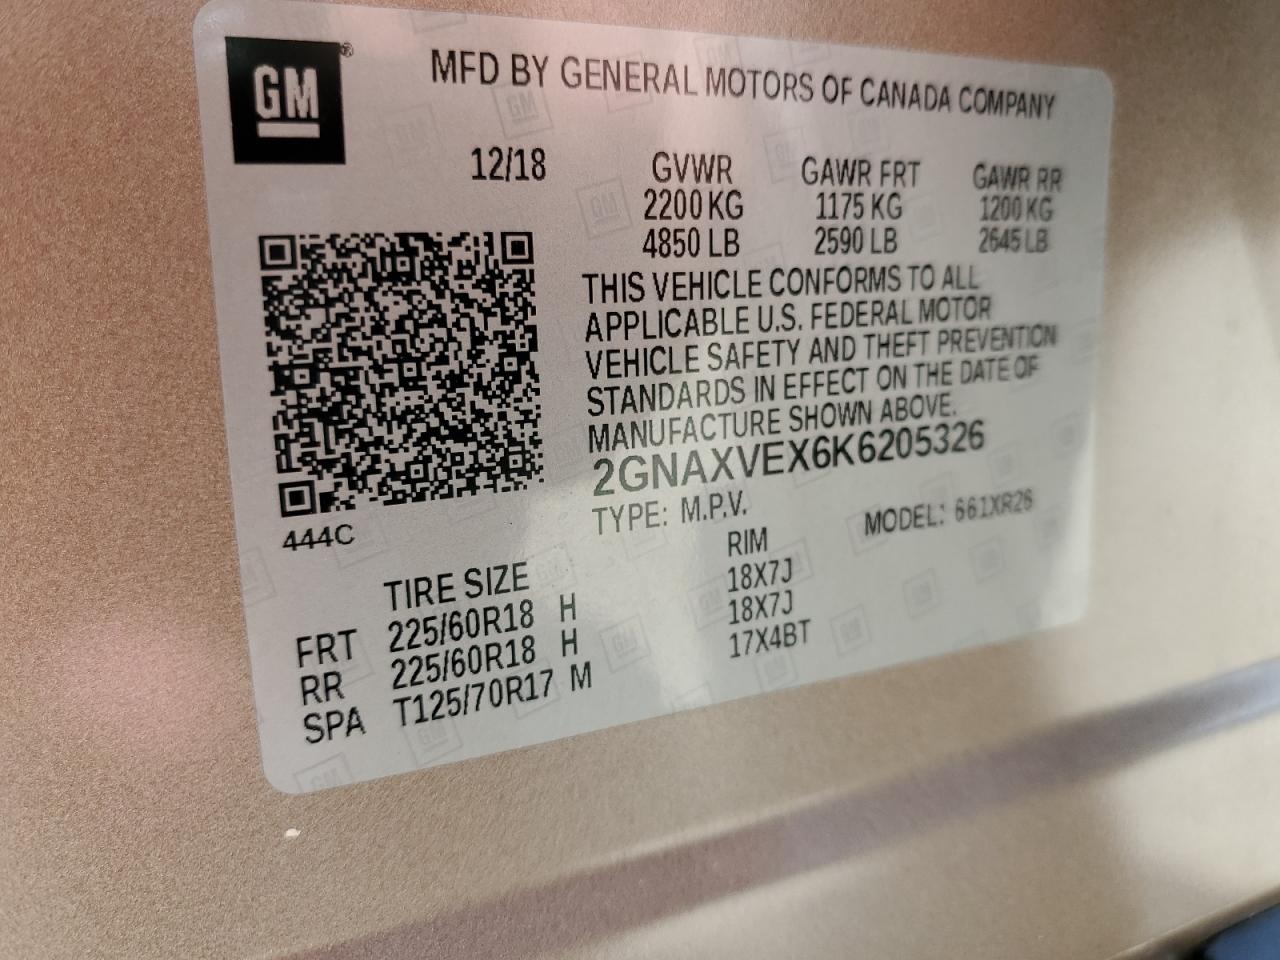 GM®
MFD BY GENERAL MOTORS OF CANADA COMPANY
12/18 GVWR GAWR FRT GAWR RR
2200 KG 1175 KG 1200 KG
4850 LB 2590 LB 2645 LB
THIS VEHICLE CONFORMS TO ALL
APPLICABLE U.S. FEDERAL MOTOR
VEHICLE SAFETY AND THEFT PREVENTION
STANDARDS IN EFFECT ON THE DATE OF
MANUFACTURE SHOWN ABOVE.
2GNAXVEX6K6205326
TYPE: M.P.V. MODEL: 661XR26
444C
TIRE SIZE RIM
FRT 225/60R18 H 18X7J
RR 225/60R18 H 18X7J
SPA T125/70R17 M 17X4BT